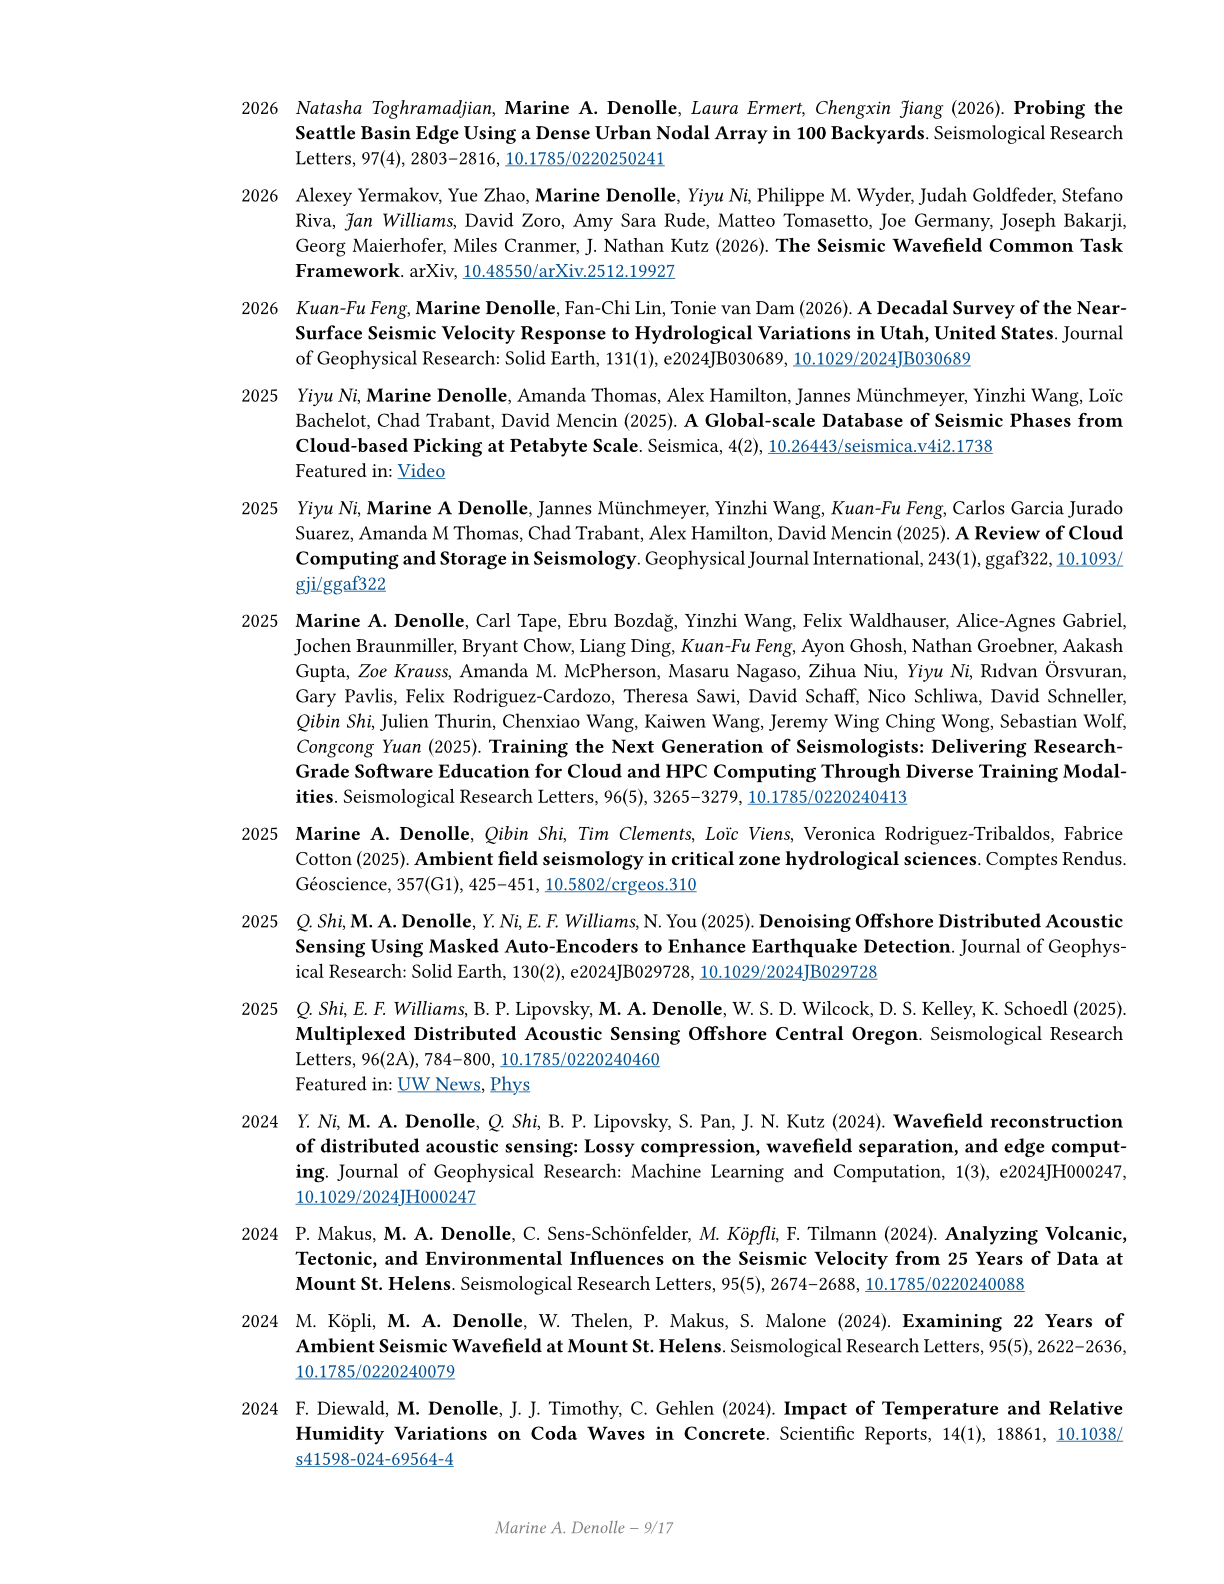 2026 Natasha Toghramadjian, Marine A. Denolle, Laura Ermert, Chengxin Jiang (2026). Probing the
Seattle Basin Edge Using a Dense Urban Nodal Array in 100 Backyards. Seismological Research
Letters, 97(4), 2803–2816, 10.1785/0220250241
2026 Alexey Yermakov, Yue Zhao, Marine Denolle, Yiyu Ni, Philippe M. Wyder, Judah Goldfeder, Stefano
Riva, Jan Williams, David Zoro, Amy Sara Rude, Matteo Tomasetto, Joe Germany, Joseph Bakarji,
Georg Maierhofer, Miles Cranmer, J. Nathan Kutz (2026). The Seismic Wavefield Common Task
Framework. arXiv, 10.48550/arXiv.2512.19927
2026 Kuan-Fu Feng, Marine Denolle, Fan-Chi Lin, Tonie van Dam (2026). A Decadal Survey of the Near-
Surface Seismic Velocity Response to Hydrological Variations in Utah, United States. Journal
of Geophysical Research: Solid Earth, 131(1), e2024JB030689, 10.1029/2024JB030689
2025 Yiyu Ni, Marine Denolle, Amanda Thomas, Alex Hamilton, Jannes Münchmeyer, Yinzhi Wang, Loïc
Bachelot, Chad Trabant, David Mencin (2025). A Global-scale Database of Seismic Phases from
Cloud-based Picking at Petabyte Scale. Seismica, 4(2), 10.26443/seismica.v4i2.1738
Featured in: Video
2025 Yiyu Ni, Marine A Denolle, Jannes Münchmeyer, Yinzhi Wang, Kuan-Fu Feng, Carlos Garcia Jurado
Suarez, Amanda M Thomas, Chad Trabant, Alex Hamilton, David Mencin (2025). A Review of Cloud
Computing and Storage in Seismology. Geophysical Journal International, 243(1), ggaf322, 10.1093/
gji/ggaf322
2025 Marine A. Denolle, Carl Tape, Ebru Bozdağ, Yinzhi Wang, Felix Waldhauser, Alice-Agnes Gabriel,
Jochen Braunmiller, Bryant Chow, Liang Ding, Kuan-Fu Feng, Ayon Ghosh, Nathan Groebner, Aakash
Gupta, Zoe Krauss, Amanda M. McPherson, Masaru Nagaso, Zihua Niu, Yiyu Ni, Rıdvan Örsvuran,
Gary Pavlis, Felix Rodriguez-Cardozo, Theresa Sawi, David Schaff, Nico Schliwa, David Schneller,
Qibin Shi, Julien Thurin, Chenxiao Wang, Kaiwen Wang, Jeremy Wing Ching Wong, Sebastian Wolf,
Congcong Yuan (2025). Training the Next Generation of Seismologists: Delivering Research-
Grade Software Education for Cloud and HPC Computing Through Diverse Training Modal-
ities. Seismological Research Letters, 96(5), 3265–3279, 10.1785/0220240413
2025 Marine A. Denolle, Qibin Shi, Tim Clements, Loïc Viens, Veronica Rodriguez-Tribaldos, Fabrice
Cotton (2025). Ambient field seismology in critical zone hydrological sciences. Comptes Rendus.
Géoscience, 357(G1), 425–451, 10.5802/crgeos.310
2025 Q. Shi, M. A. Denolle, Y. Ni, E. F. Williams, N. You (2025). Denoising Offshore Distributed Acoustic
Sensing Using Masked Auto-Encoders to Enhance Earthquake Detection. Journal of Geophys-
ical Research: Solid Earth, 130(2), e2024JB029728, 10.1029/2024JB029728
2025 Q. Shi, E. F. Williams, B. P. Lipovsky, M. A. Denolle, W. S. D. Wilcock, D. S. Kelley, K. Schoedl (2025).
Multiplexed Distributed Acoustic Sensing Offshore Central Oregon. Seismological Research
Letters, 96(2A), 784–800, 10.1785/0220240460
Featured in: UW News, Phys
2024 Y. Ni, M. A. Denolle, Q. Shi, B. P. Lipovsky, S. Pan, J. N. Kutz (2024). Wavefield reconstruction
of distributed acoustic sensing: Lossy compression, wavefield separation, and edge comput-
ing. Journal of Geophysical Research: Machine Learning and Computation, 1(3), e2024JH000247,
10.1029/2024JH000247
2024 P. Makus, M. A. Denolle, C. Sens-Schönfelder, M. Köpfli, F. Tilmann (2024). Analyzing Volcanic,
Tectonic, and Environmental Influences on the Seismic Velocity from 25 Years of Data at
Mount St. Helens. Seismological Research Letters, 95(5), 2674–2688, 10.1785/0220240088
2024 M. Köpli, M. A. Denolle, W. Thelen, P. Makus, S. Malone (2024). Examining 22 Years of
Ambient Seismic Wavefield at Mount St. Helens. Seismological Research Letters, 95(5), 2622–2636,
10.1785/0220240079
2024 F. Diewald, M. Denolle, J. J. Timothy, C. Gehlen (2024). Impact of Temperature and Relative
Humidity Variations on Coda Waves in Concrete. Scientific Reports, 14(1), 18861, 10.1038/
s41598-024-69564-4
Marine A. Denolle – 9/17